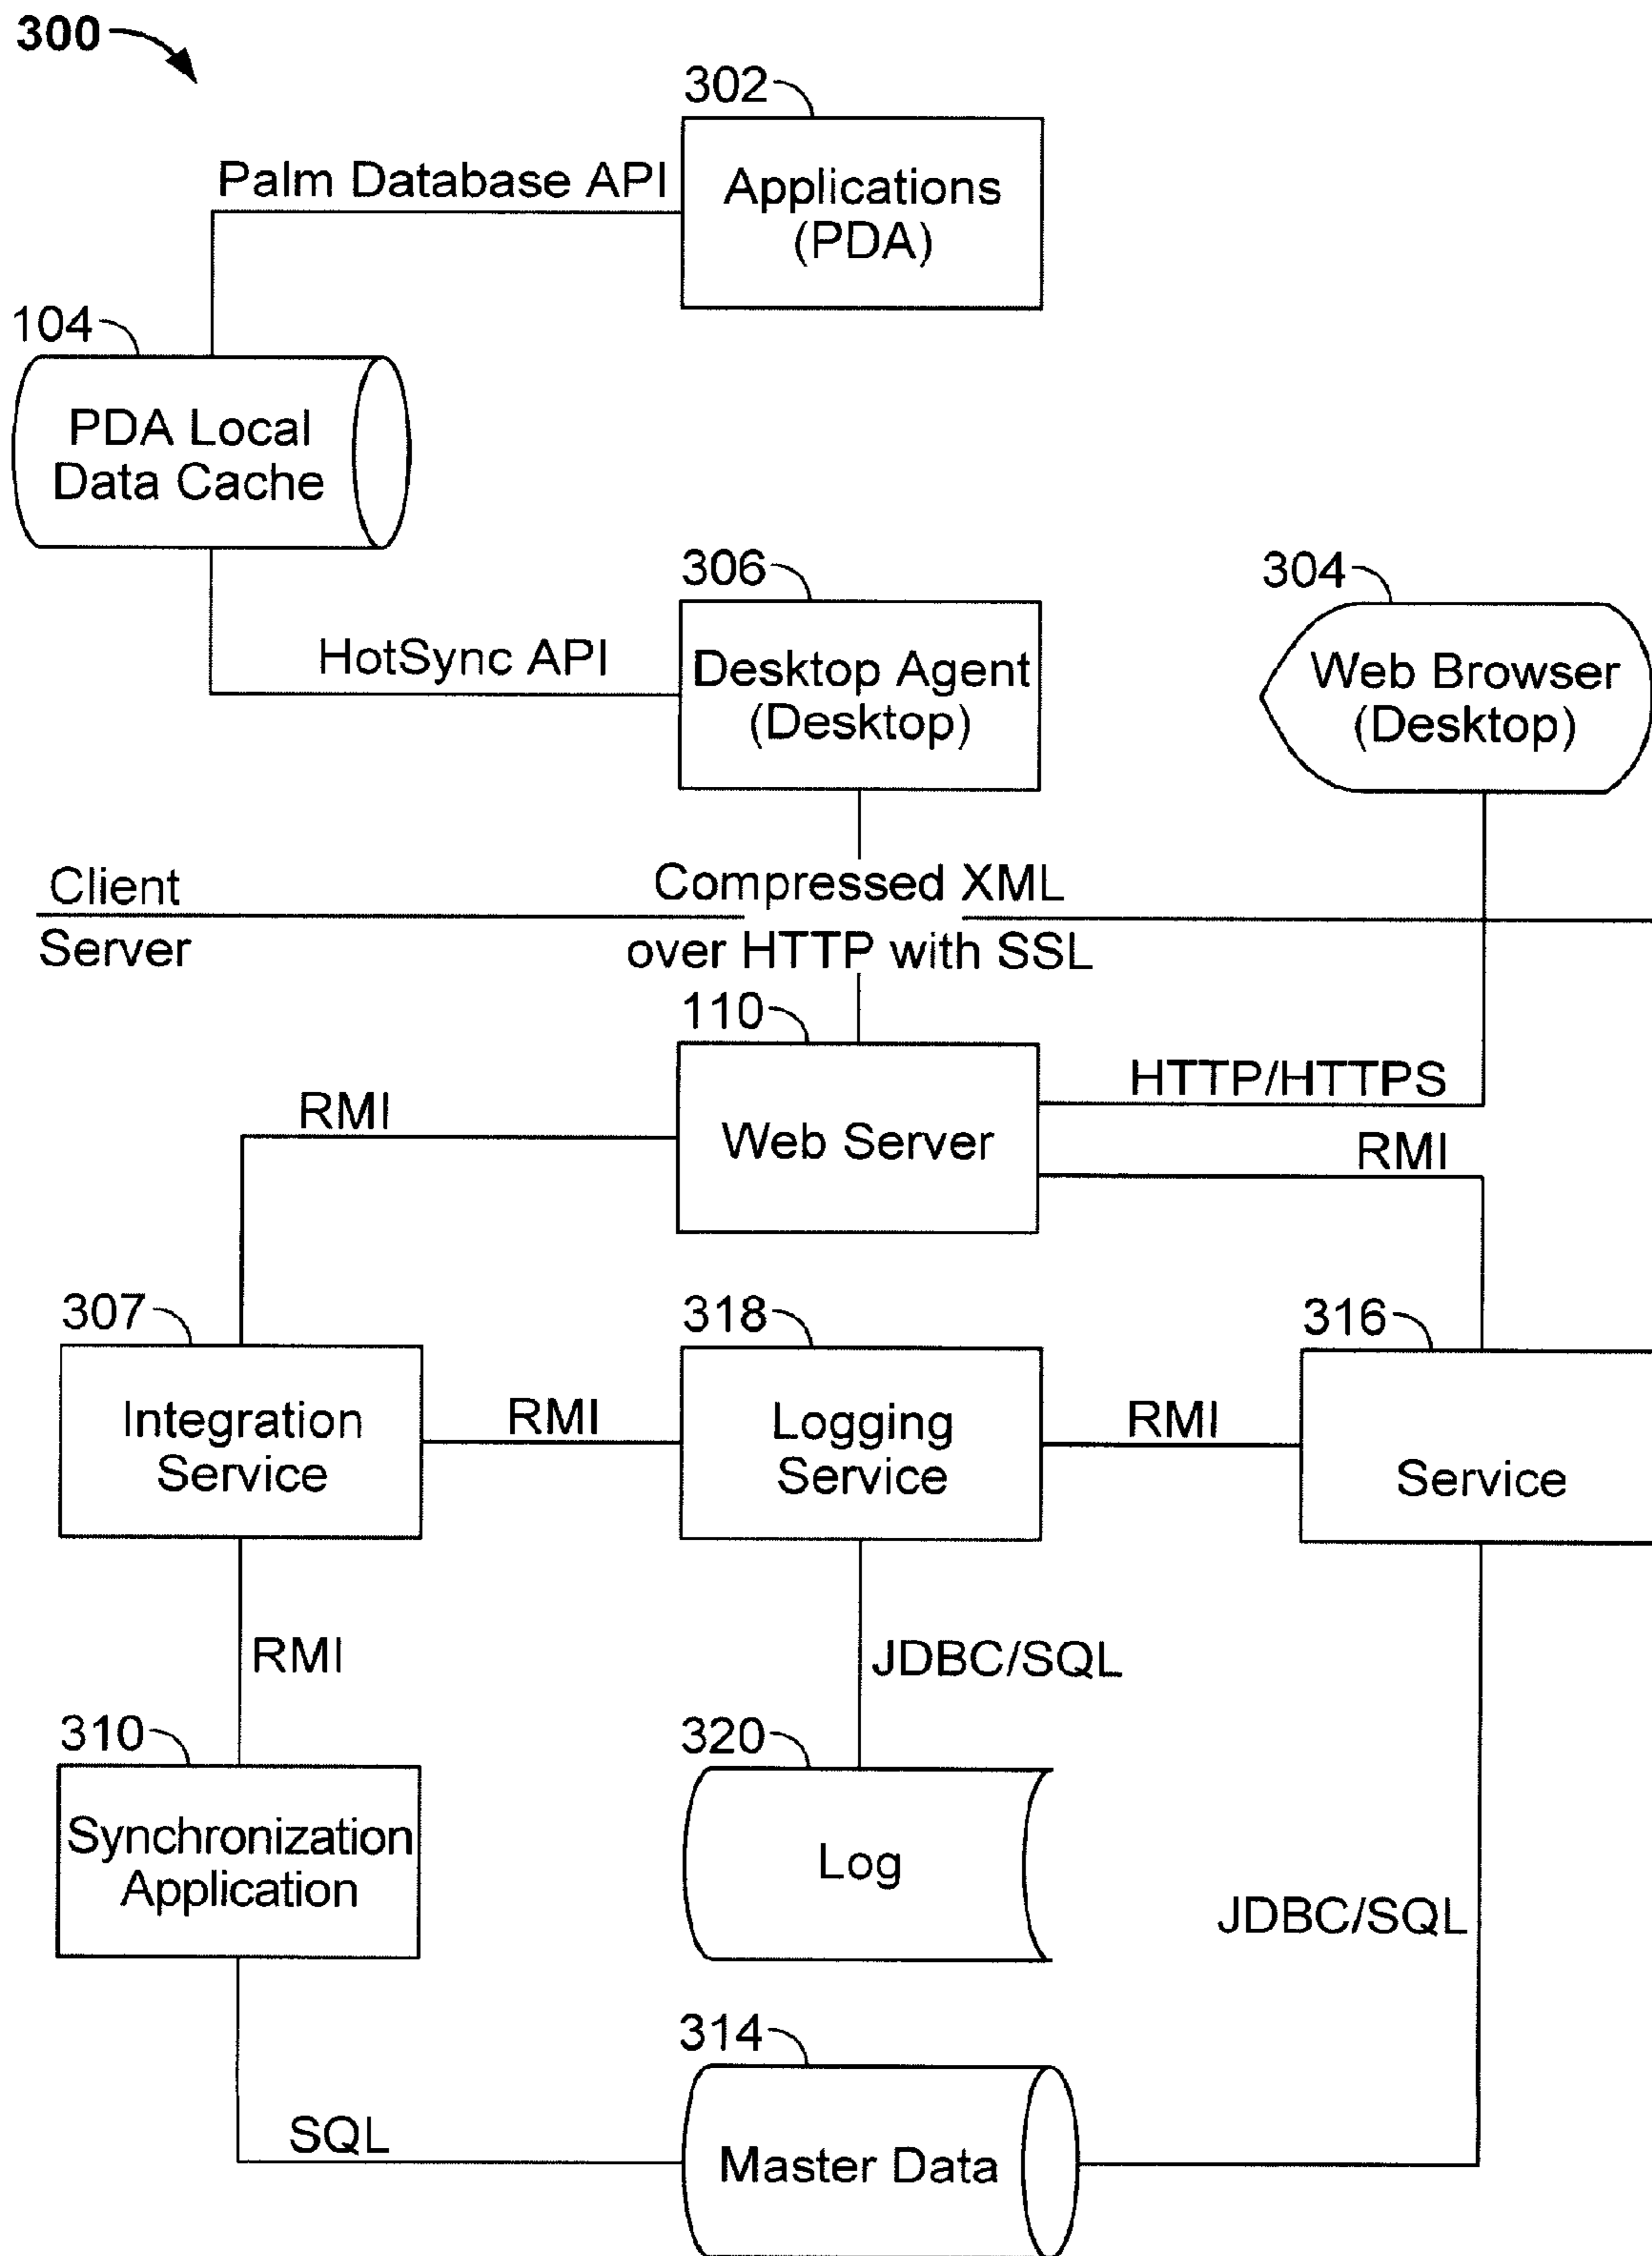 300
302
Palm Database API
Applications
(PDA)
104
PDA Local
Data Cache
306
304
HotSync API
Desktop Agent
(Desktop)
Web Browser
(Desktop)
Client
Compressed XML
Server
over HTTP with SSL
110
HTTP/HTTPS
RMI
Web Server
RMI
307
318
316
Integration
Service
RMI
Logging
Service
RMI
Service
RMI
JDBC/SQL
310
320
Synchronization
Application
Log
JDBC/SQL
314
SQL
Master Data